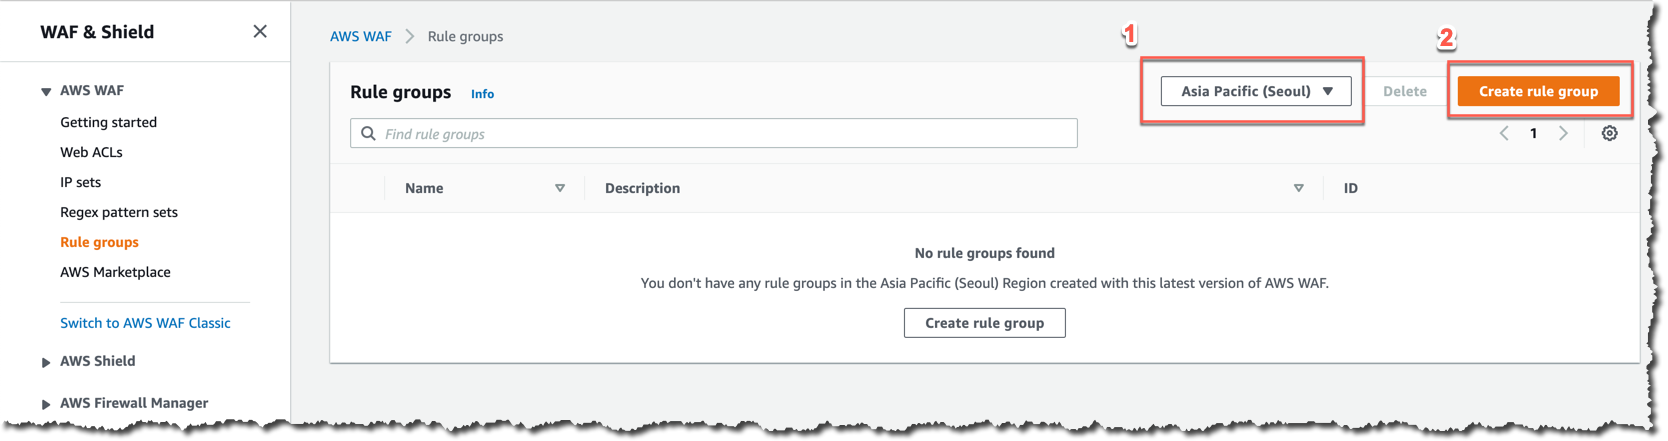 WAF & Shield
AWS WAF
Getting started
Web ACLs
IP sets
Regex pattern sets
Rule groups
AWS Marketplace
Switch to AWS WAF Classic
AWS Shield
AWS Firewall Manager
AWS WAF > Rule groups
1
2
Rule groups Info
Asia Pacific (Seoul) Delete Create rule group
Find rule groups
1
Name Description ID
No rule groups found
You don't have any rule groups in the Asia Pacific (Seoul) Region created with this latest version of AWS WAF.
Create rule group